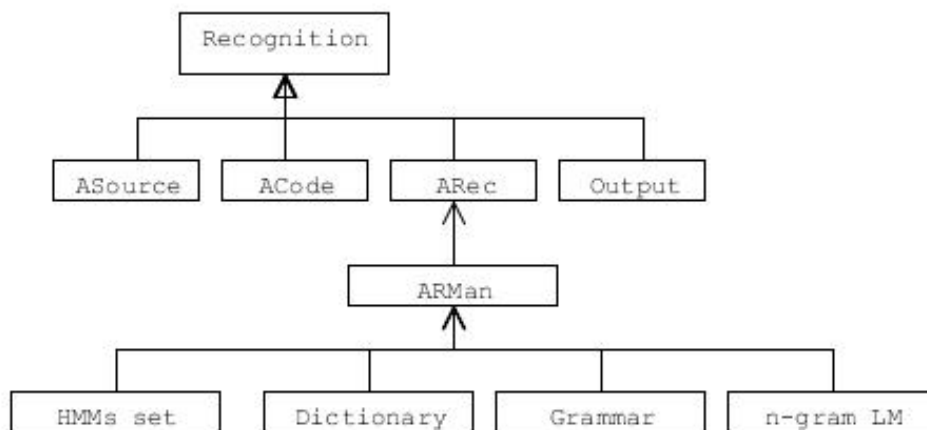 Recognition
ASource
ACode
ARec
Output
ARMan
HMMs set
Dictionary
Grammar
n-gram LM